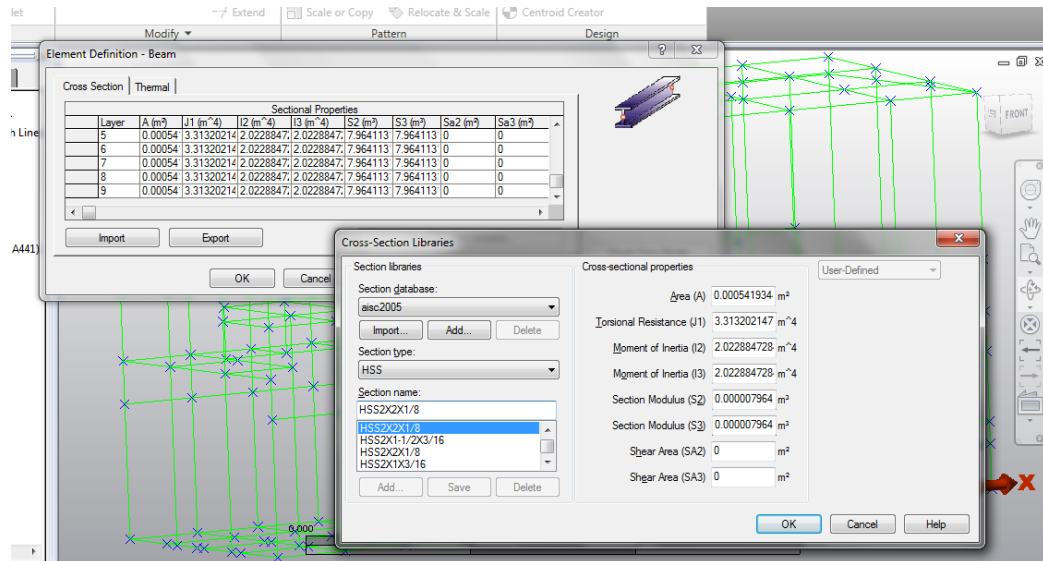 let
Extend
Scale or Copy
Relocate & Scale
Centroid Creator
Modify
Pattern
Design
Element Definition - Beam
Cross Section
Thermal
Sectional Properties
Layer A (m²) J1 (m^4) I2 (m^4) I3 (m^4) S2 (m³) S3 (m³) Sa2 (m²) Sa3 (m²)
5 0.00054 3.31320214 2.0228847 2.0228847 7.964113 7.964113 0 0
6 0.00054 3.31320214 2.0228847 2.0228847 7.964113 7.964113 0 0
7 0.00054 3.31320214 2.0228847 2.0228847 7.964113 7.964113 0 0
8 0.00054 3.31320214 2.0228847 2.0228847 7.964113 7.964113 0 0
9 0.00054 3.31320214 2.0228847 2.0228847 7.964113 7.964113 0 0
Import
Export
OK
Cancel
h Line
A441)
FRONT
Cross-Section Libraries
Section libraries
Section database:
aisc2005
Import...
Add...
Delete
Section type:
HSS
Section name:
HSS2X2X1/8
HSS2X2X1/8
HSS2X1-1/2X3/16
HSS2X2X1/8
HSS2X1X3/16
Add...
Save
Delete
Cross-sectional properties
Area (A) 0.000541934 m²
Torsional Resistance (J1) 3.313202147 m^4
Moment of Inertia (I2) 2.022884728 m^4
Moment of Inertia (I3) 2.022884728 m^4
Section Modulus (S2) 0.000007964 m³
Section Modulus (S3) 0.000007964 m³
Shear Area (SA2) 0 m²
Shear Area (SA3) 0 m²
User-Defined
OK
Cancel
Help
0.000
X